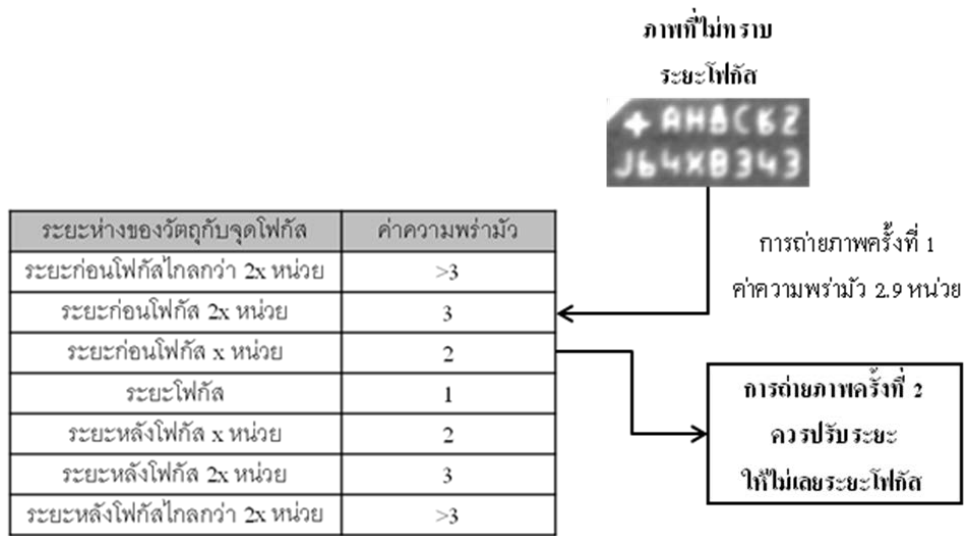 ภาพที่ไม่ทราบ
ระยะโฟกัส
AHBC6Z
J64XB343
การถ่ายภาพครั้งที่ 1
ค่าความพร่ามัว 2.9 หน่วย
ระยะห่างของวัตถุกับจุดโฟกัส ค่าความพร่ามัว
ระยะก่อนโฟกัสไกลกว่า 2x หน่วย >3
ระยะก่อนโฟกัส 2x หน่วย 3
ระยะก่อนโฟกัส x หน่วย 2
ระยะโฟกัส 1
ระยะหลังโฟกัส x หน่วย 2
ระยะหลังโฟกัส 2x หน่วย 3
ระยะหลังโฟกัสไกลกว่า 2x หน่วย >3
การถ่ายภาพครั้งที่ 2
ควรปรับระยะ
ให้ไม่เลยระยะโฟกัส